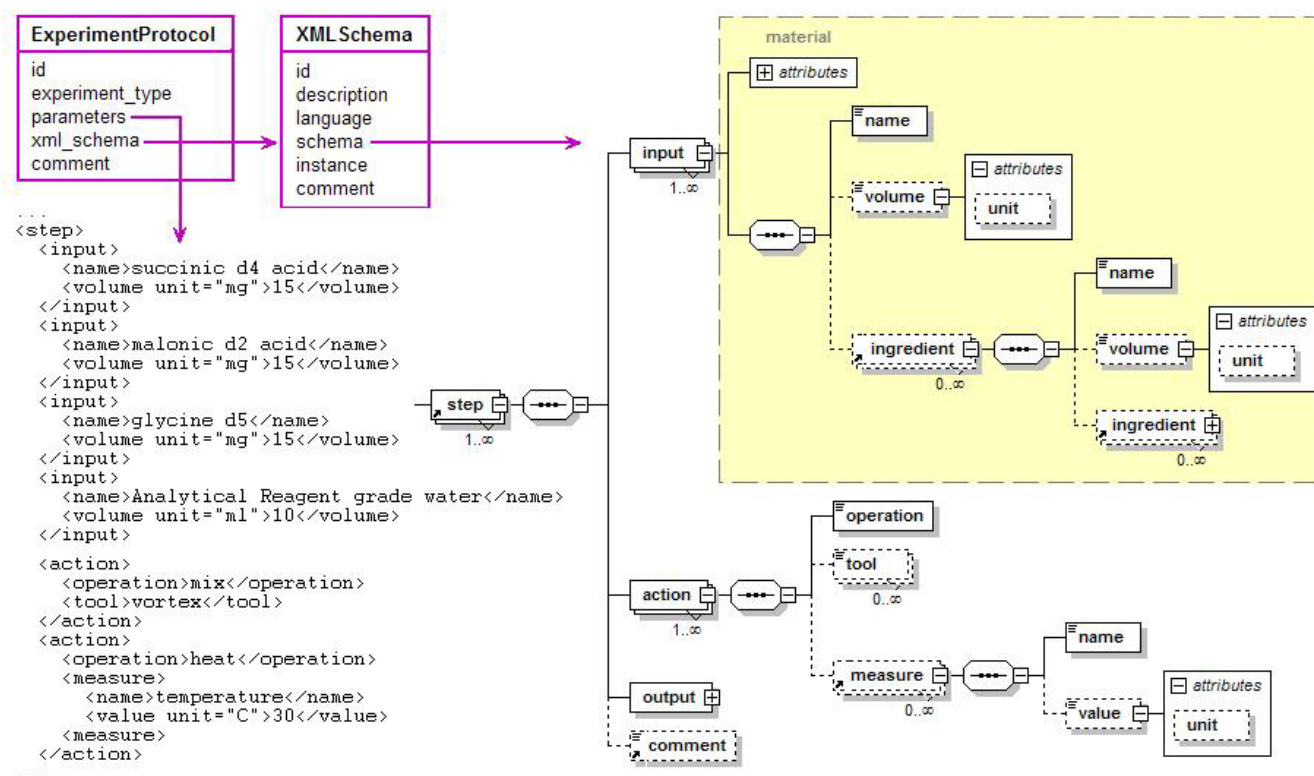 ExperimentProtocol
id
experiment_type
parameters
xml_schema
comment
XMLSchema
id
description
language
schema
instance
comment
...
<step>
<input>
<name>succinic d4 acid</name>
<volume unit="mg">15</volume>
</input>
<input>
<name>malonic d2 acid</name>
<volume unit="mg">15</volume>
</input>
<input>
<name>glycine d5</name>
<volume unit="mg">15</volume>
</input>
<input>
<name>Analytical Reagent grade water</name>
<volume unit="ml">10</volume>
</input>
<action>
<operation>mix</operation>
<tool>vortex</tool>
</action>
<action>
<operation>heat</operation>
<measure>
<name>temperature</name>
<value unit="C">30</value>
<measure>
</action>
...
step
1..∞
input
1..∞
material
attributes
name
volume
attributes
unit
ingredient
0..∞
name
volume
attributes
unit
ingredient
0..∞
action
1..∞
operation
tool
0..∞
measure
0..∞
name
value
attributes
unit
output
comment